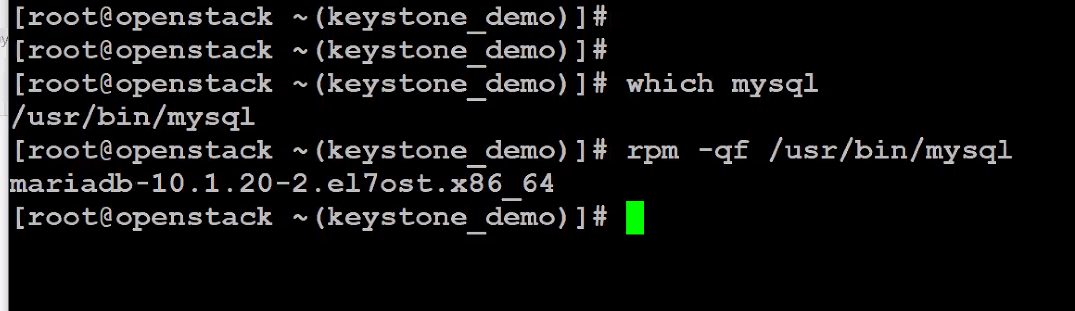 [root@openstack ~(keystone_demo)]#
[root@openstack ~(keystone_demo)]#
[root@openstack ~(keystone_demo)]# which mysql
/usr/bin/mysql
[root@openstack ~(keystone_demo)]# rpm -qf /usr/bin/mysql
mariadb-10.1.20-2.el7ost.x86_64
[root@openstack ~(keystone_demo)]#